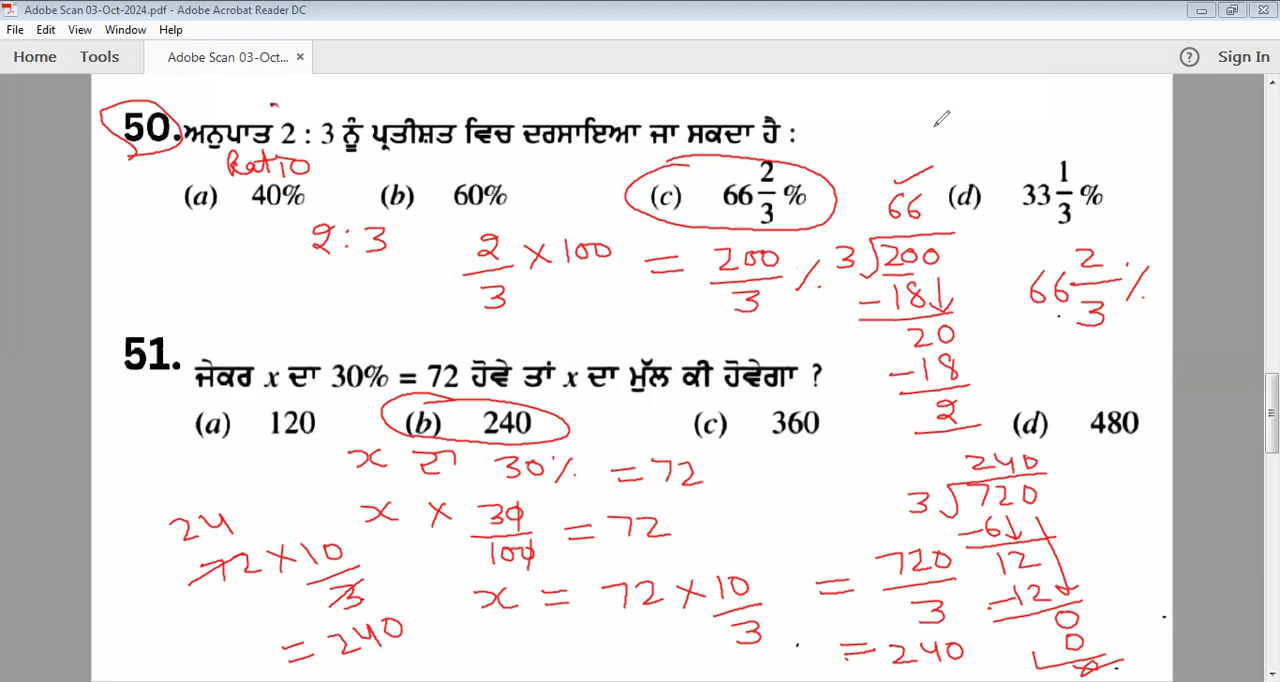 Adobe Scan 03-Oct-2024.pdf - Adobe Acrobat Reader DC
File Edit View Window Help
Home Tools Adobe Scan 03-Oct... × ? Sign In
50. ਅਨੁਪਾਤ 2 : 3 ਨੂੰ ਪ੍ਰਤੀਸ਼ਤ ਵਿਚ ਦਰਸਾਇਆ ਜਾ ਸਕਦਾ ਹੈ :
Ratio
(a) 40% (b) 60% (c) 66 2/3 % (d) 33 1/3 %
2 : 3 2/3 × 100 = 200/3 %
66
3 √200
-18↓
20
-18
2
66 2/3 %
51. ਜੇਕਰ x ਦਾ 30% = 72 ਹੋਵੇ ਤਾਂ x ਦਾ ਮੁੱਲ ਕੀ ਹੋਵੇਗਾ ?
(a) 120 (b) 240 (c) 360 (d) 480
x ਦਾ 30% = 72
x × 30/100 = 72
x = 72 × 10/3 = 720/3
= 240
24
72 × 10/3
= 240
240
3 √720
-6↓
12
-12
0
0